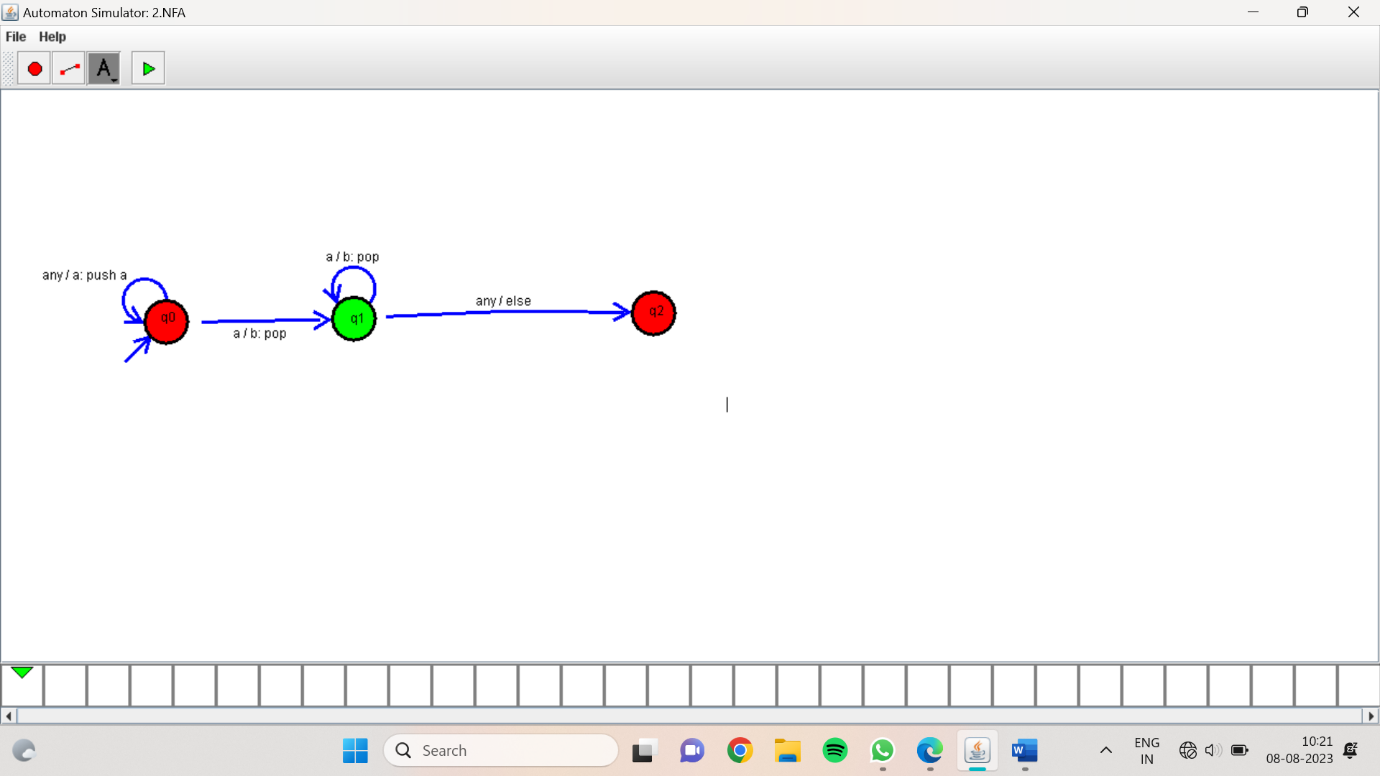 Automaton Simulator: 2.NFA
File Help
A
a / b: pop
any / a: push a
any / else
q0
q1
q2
a / b: pop
Search
W
ENG
IN
10:21
08-08-2023